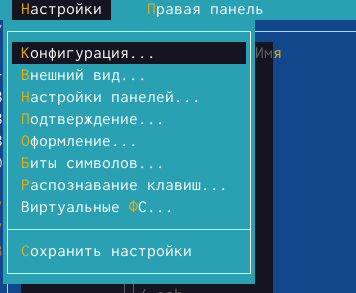 Настройки Правая панель
Конфигурация... Имя
Внешний вид...
Настройки панелей...
Подтверждение...
Оформление...
Биты символов...
Распознавание клавиш...
Виртуальные ФС...
Сохранить настройки